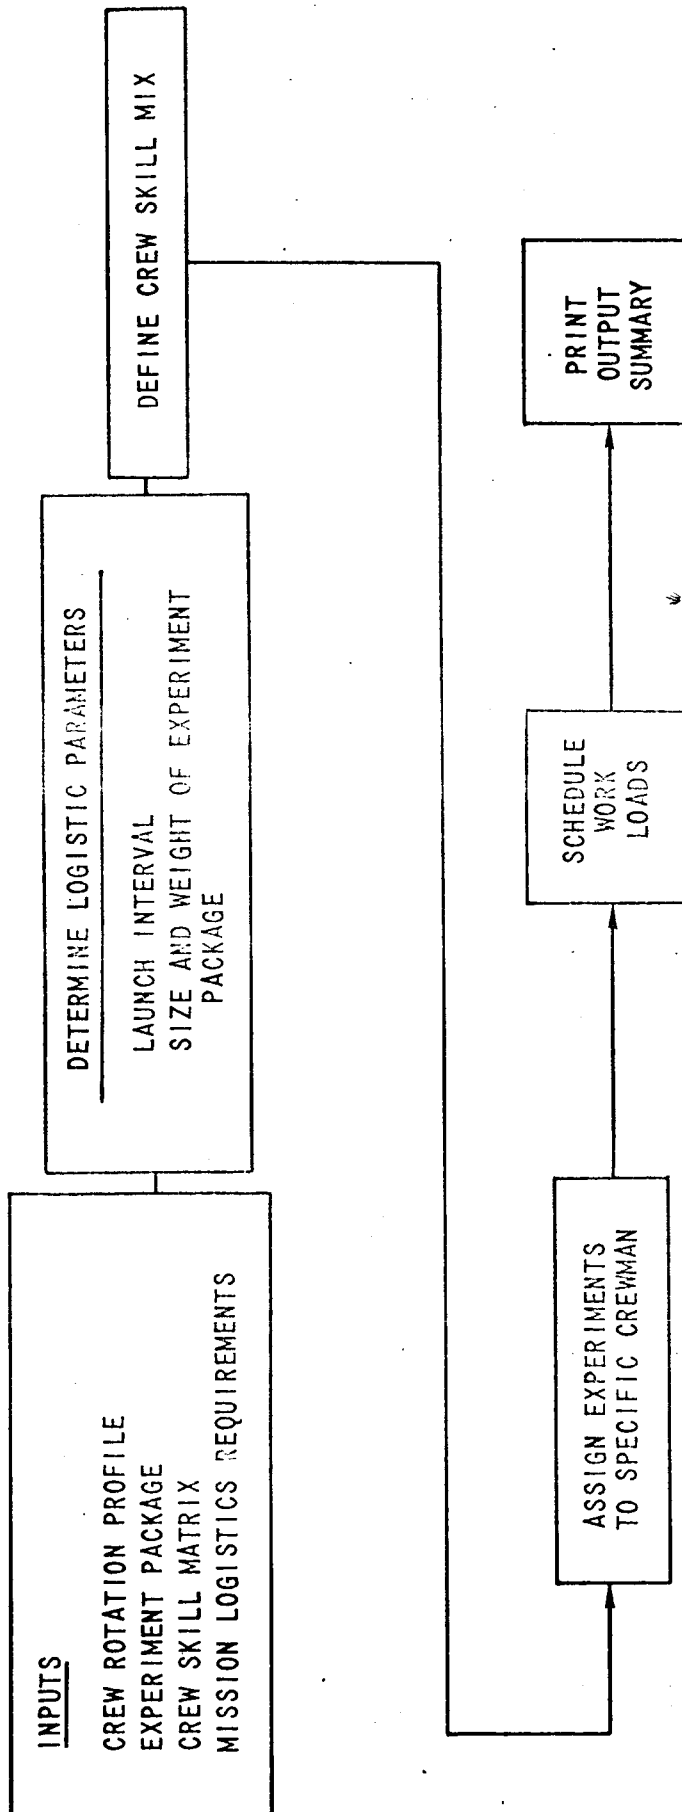 INPUTS
CREW ROTATION PROFILE
EXPERIMENT PACKAGE
CREW SKILL MATRIX
MISSION LOGISTICS REQUIREMENTS
DETERMINE LOGISTIC PARAMETERS
LAUNCH INTERVAL
SIZE AND WEIGHT OF EXPERIMENT
PACKAGE
DEFINE CREW SKILL MIX
ASSIGN EXPERIMENTS
TO SPECIFIC CREWMAN
SCHEDULE
WORK
LOADS
PRINT
OUTPUT
SUMMARY